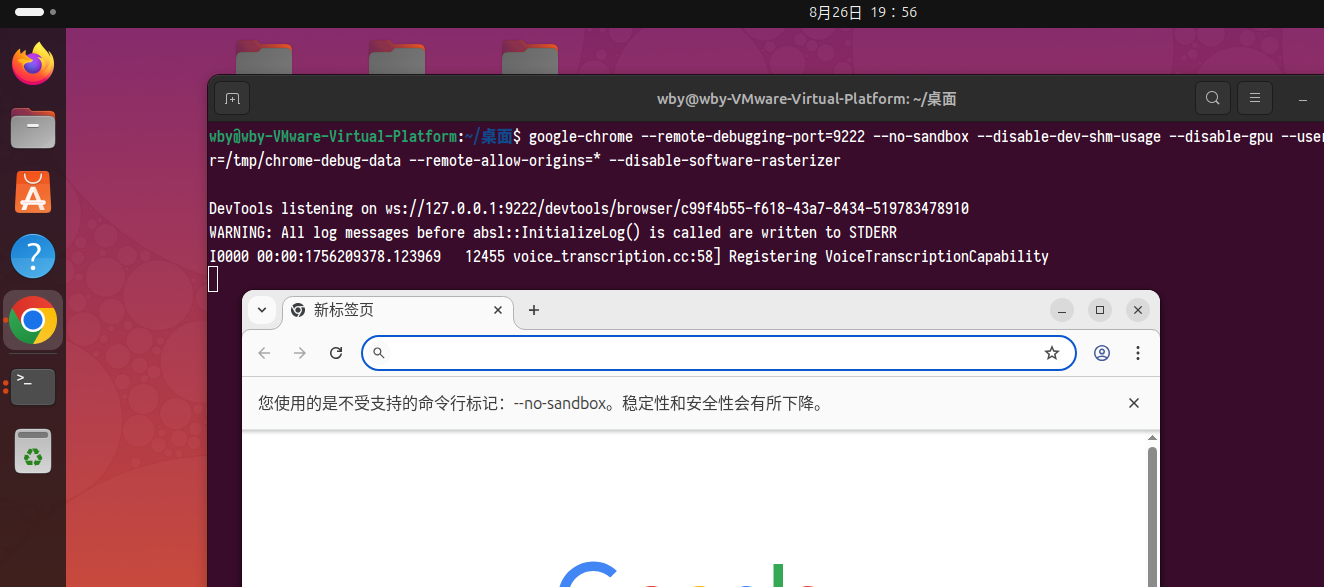 8月26日 19：56
wby@wby-VMware-Virtual-Platform: ~/桌面
wby@wby-VMware-Virtual-Platform:~/桌面$ google-chrome --remote-debugging-port=9222 --no-sandbox --disable-dev-shm-usage --disable-gpu --user
r=/tmp/chrome-debug-data --remote-allow-origins=* --disable-software-rasterizer
DevTools listening on ws://127.0.0.1:9222/devtools/browser/c99f4b55-f618-43a7-8434-519783478910
WARNING: All log messages before absl::InitializeLog() is called are written to STDERR
I0000 00:00:1756209378.123969   12455 voice_transcription.cc:58] Registering VoiceTranscriptionCapability
新标签页
您使用的是不受支持的命令行标记：--no-sandbox。稳定性和安全性会有所下降。